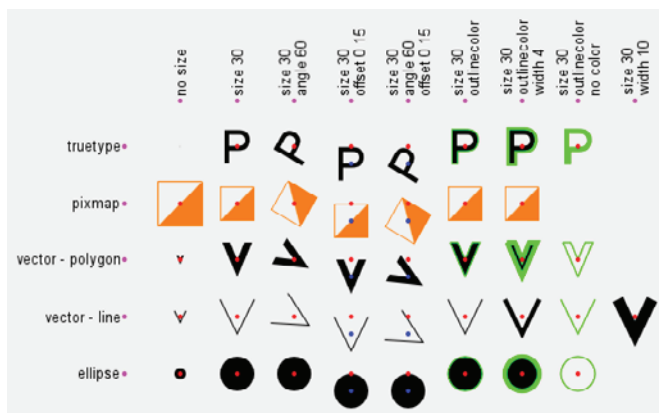 no size
size 30
size 30
angle 60
size 30
offset 0 15
size 30
angle 60
offset 0 15
size 30
outlinecolor
size 30
outlinecolor
width 4
size 30
outlinecolor
no color
size 30
width 10
truetype
P P P P P P P
pixmap
vector - polygon
vector - line
ellipse